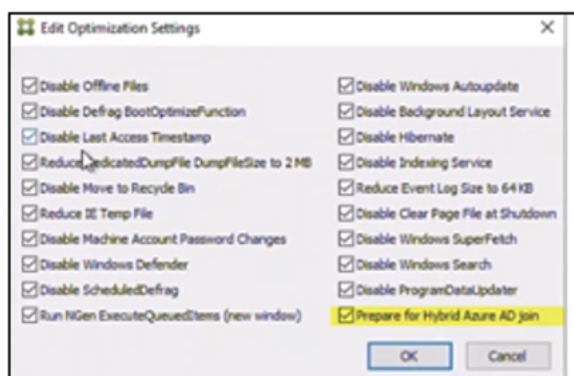 Edit Optimization Settings
Disable Offline Files
Disable Defrag BootOptimizeFunction
Disable Last Access Timestamp
Reduce DedicatedDumpFile DumpFileSize to 2 MB
Disable Move to Recycle Bin
Reduce IE Temp File
Disable Machine Account Password Changes
Disable Windows Defender
Disable ScheduledDefrag
Run NGen ExecuteQueuedItems (new window)
Disable Windows Autoupdate
Disable Background Layout Service
Disable Hibernate
Disable Indexing Service
Reduce Event Log Size to 64 KB
Disable Clear Page File at Shutdown
Disable Windows SuperFetch
Disable Windows Search
Disable ProgramDataUpdater
Prepare for Hybrid Azure AD join
OK
Cancel